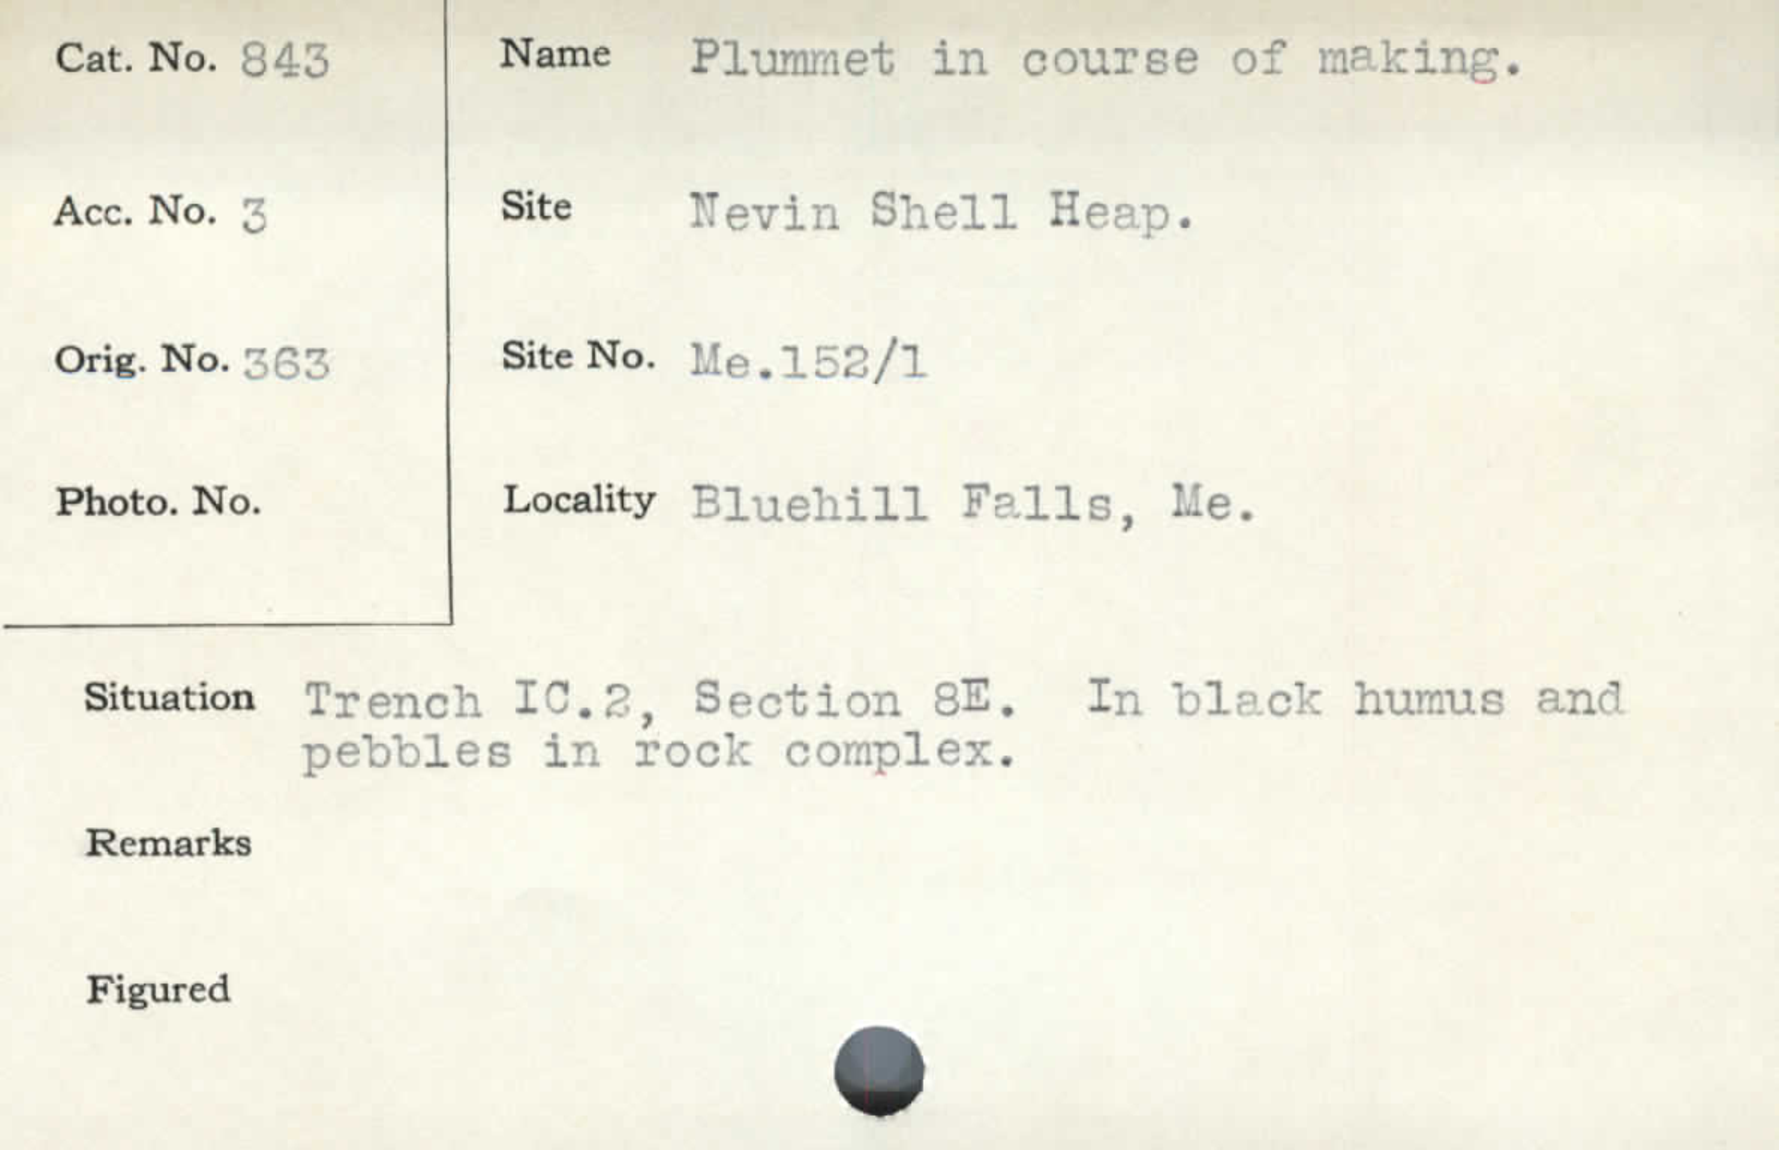 Cat. No. 843
Name Plummet in course of making.
Acc. No. 3
Site Nevin Shell Heap.
Orig. No. 363
Site No. Me.152/1
Photo. No.
Locality Bluehill Falls, Me.
Situation Trench IC.2, Section 8E. In black humus and
pebbles in rock complex.
Remarks
Figured